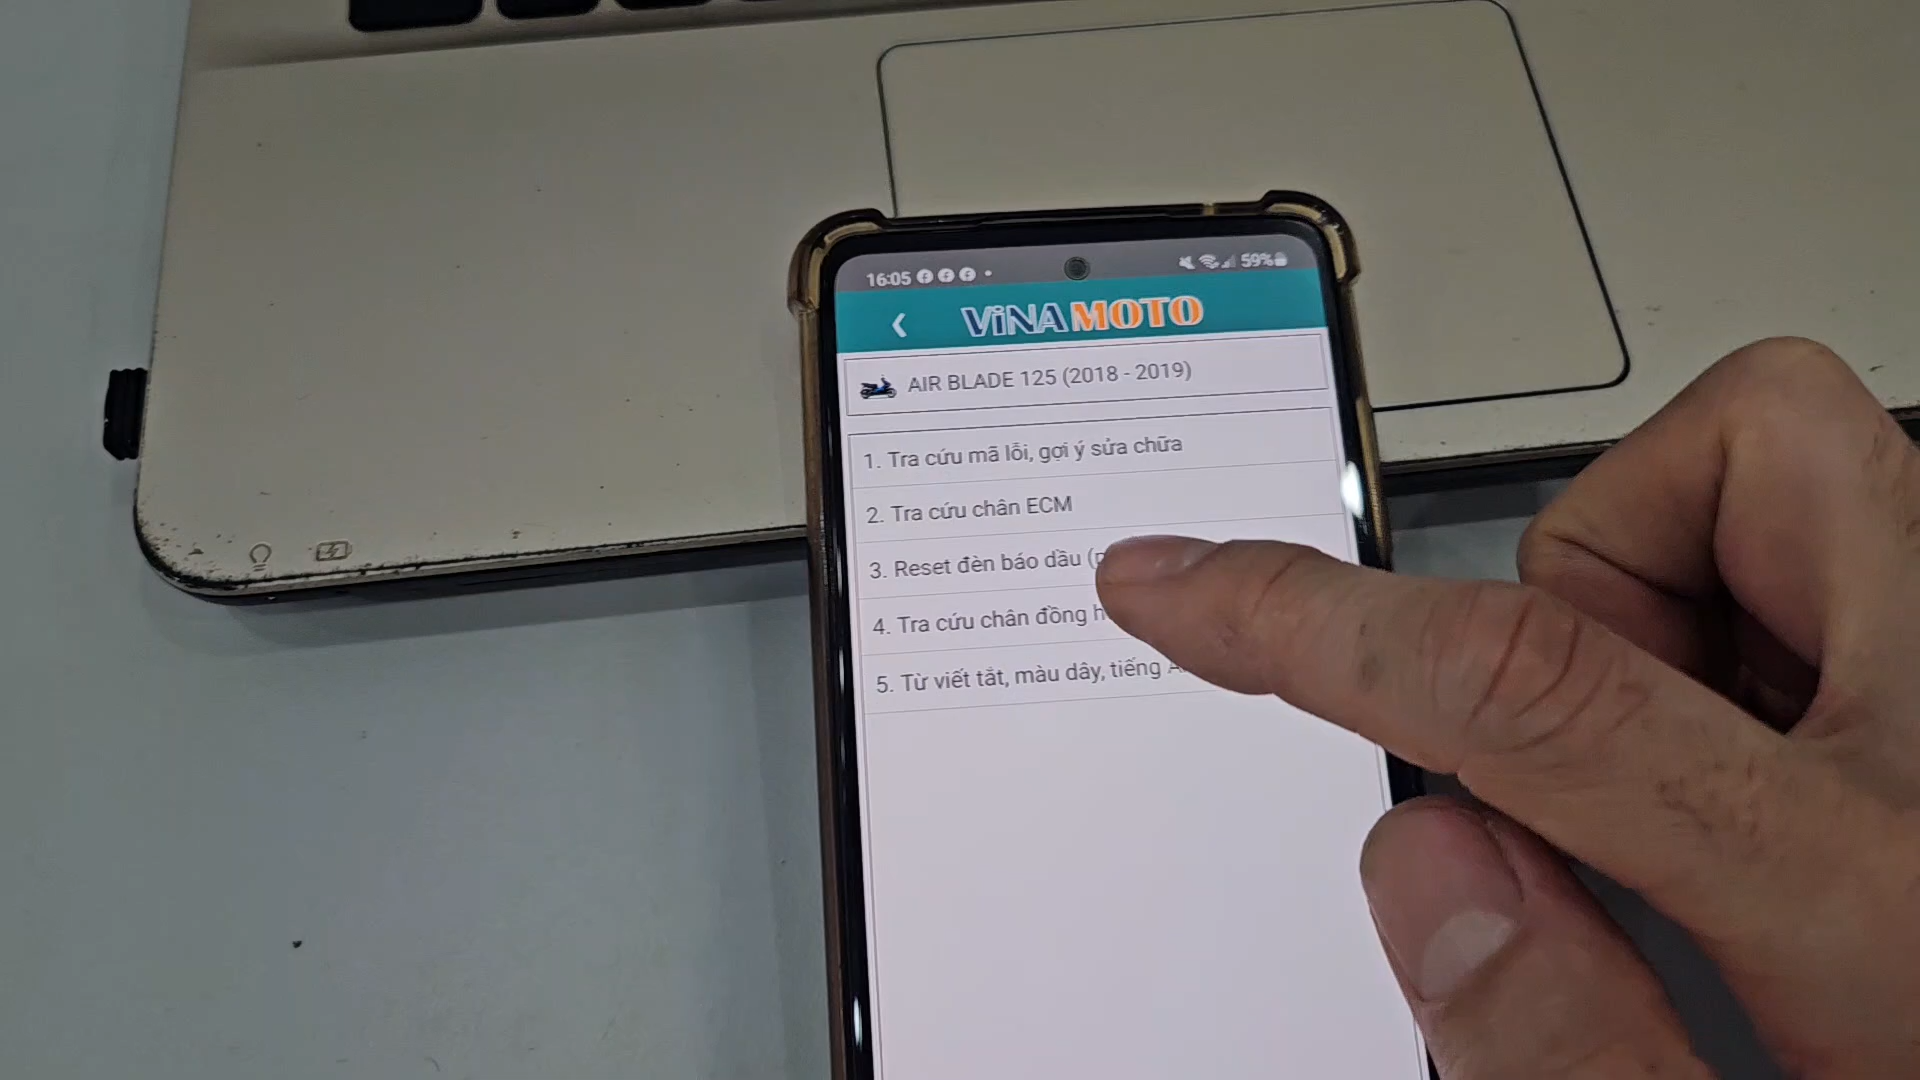 16:05 59%
ViNAMOTO
AIR BLADE 125 (2018 - 2019)
1. Tra cứu mã lỗi, gợi ý sửa chữa
2. Tra cứu chân ECM
3. Reset đèn báo dầu
4. Tra cứu chân đồng
5. Từ viết tắt, màu dây, tiếng